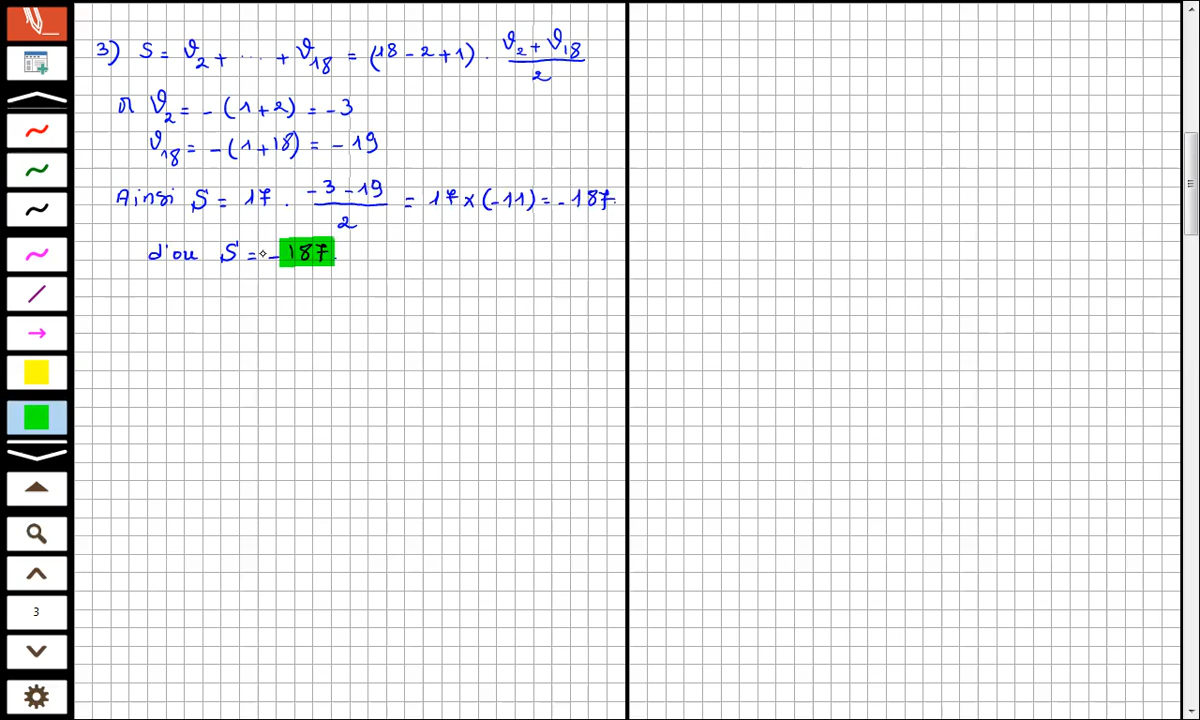 3) S = V₂ + ... + V₁₈ = (18 - 2 + 1) . (V₂ + V₁₈)/2
or V₂ = - (1 + 2) = - 3
V₁₈ = - (1 + 18) = - 19
Ainsi S = 17 . (- 3 - 19)/2 = 17 × (- 11) = - 187.
d'ou S = - 187.
3